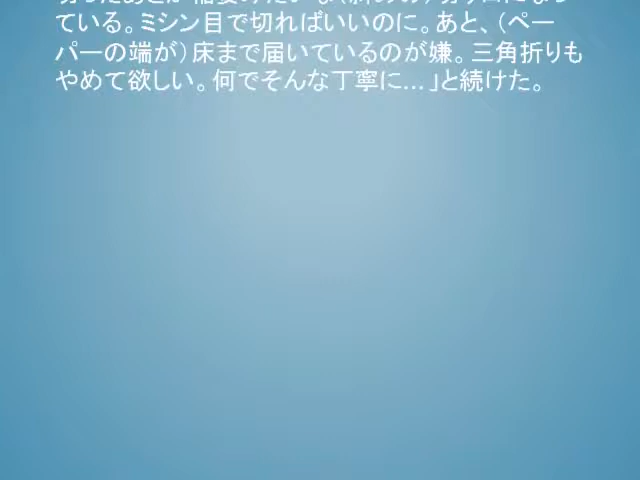 ている。ミシン目で切ればいいのに。あと、（ペー
パーの端が）床まで届いているのが嫌。三角折りも
やめて欲しい。何でそんな丁寧に…」と続けた。